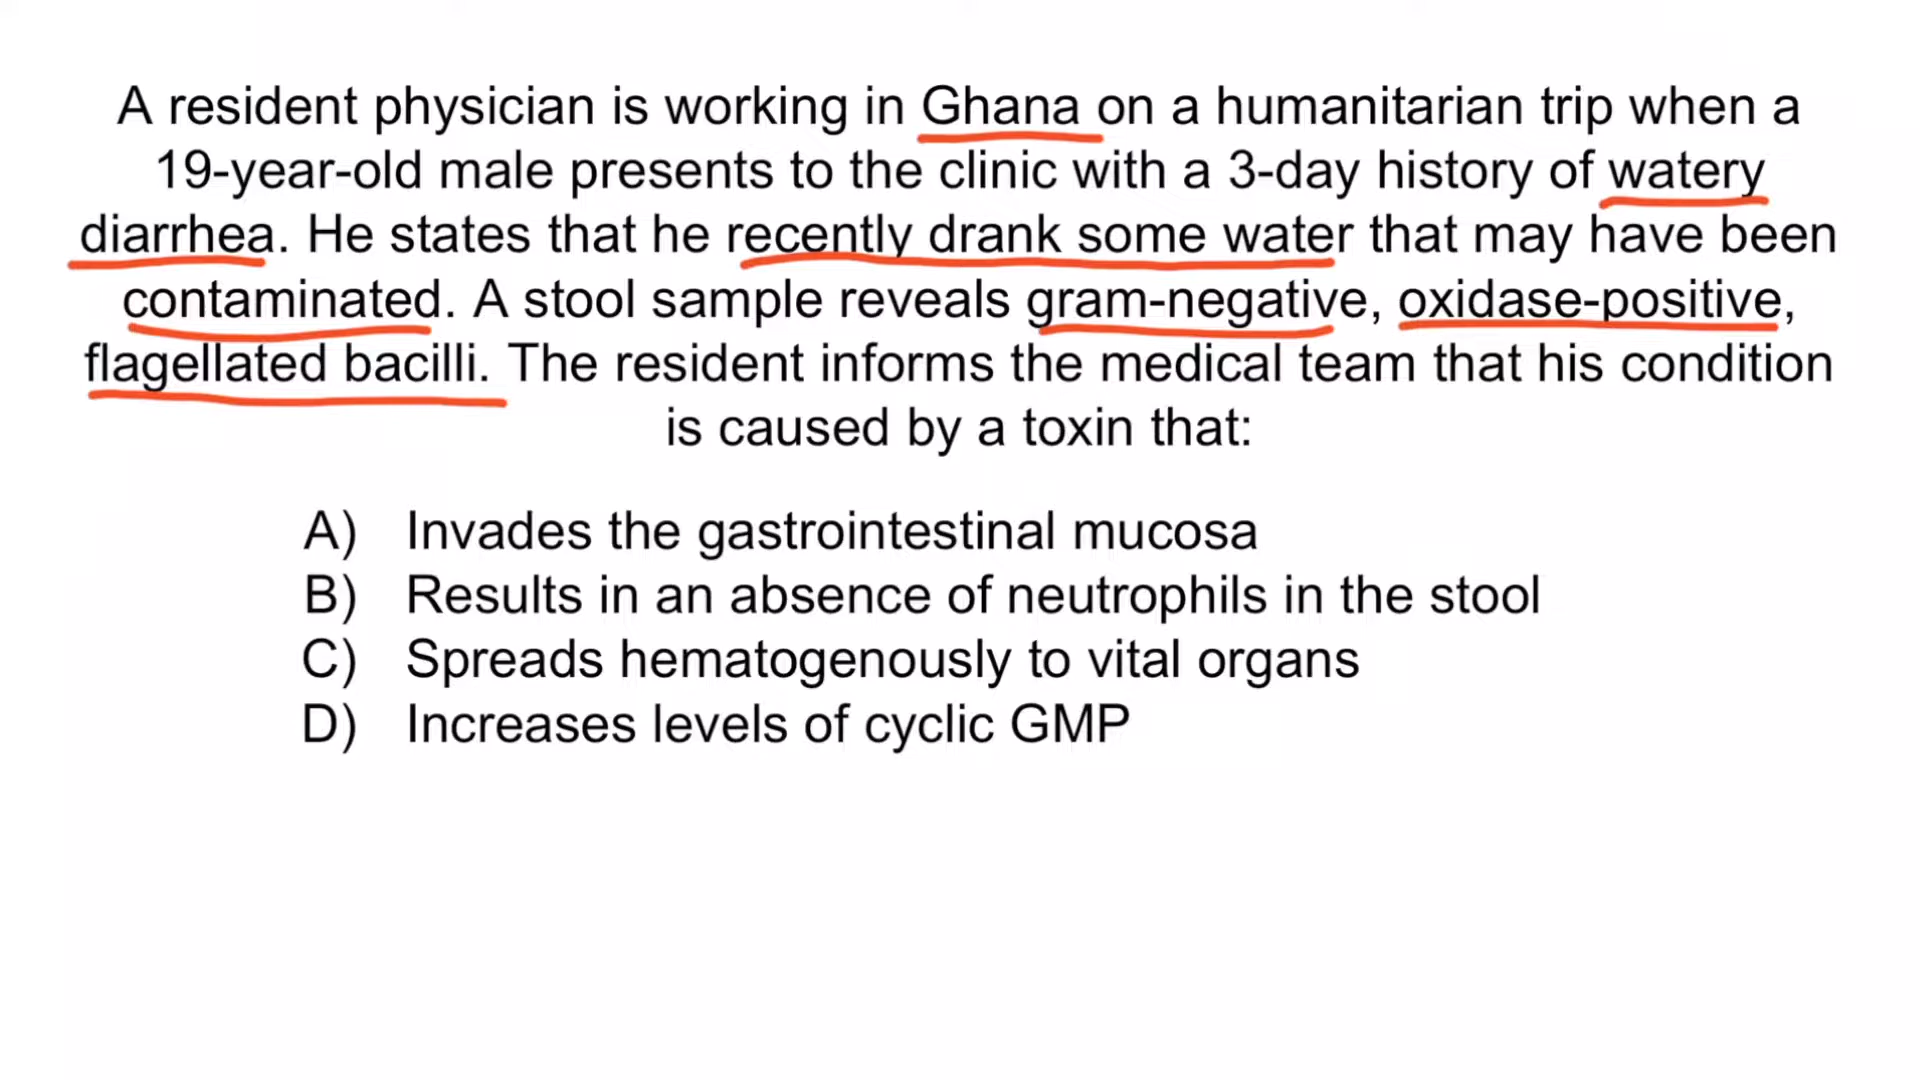 A resident physician is working in Ghana on a humanitarian trip when a
19-year-old male presents to the clinic with a 3-day history of watery
diarrhea. He states that he recently drank some water that may have been
contaminated. A stool sample reveals gram-negative, oxidase-positive,
flagellated bacilli. The resident informs the medical team that his condition
is caused by a toxin that:
A) Invades the gastrointestinal mucosa
B) Results in an absence of neutrophils in the stool
C) Spreads hematogenously to vital organs
D) Increases levels of cyclic GMP